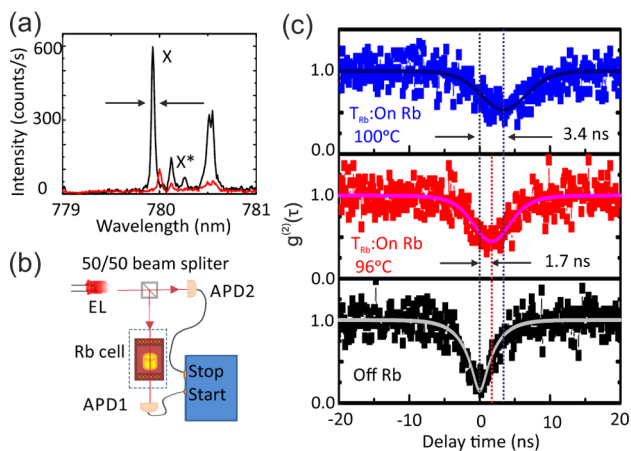 (a)
Intensity (counts/s)
600
300
0
X
X*
779
780
781
Wavelength (nm)
(b)
50/50 beam spliter
EL
APD2
Rb cell
Stop
Start
APD1
(c)
g⁽²⁾(τ)
1.0
T_Rb:On Rb
100°C
3.4 ns
0.0
1.0
T_Rb:On Rb
96°C
1.7 ns
0.0
1.0
Off Rb
0.0
-20
-10
0
10
20
Delay time (ns)